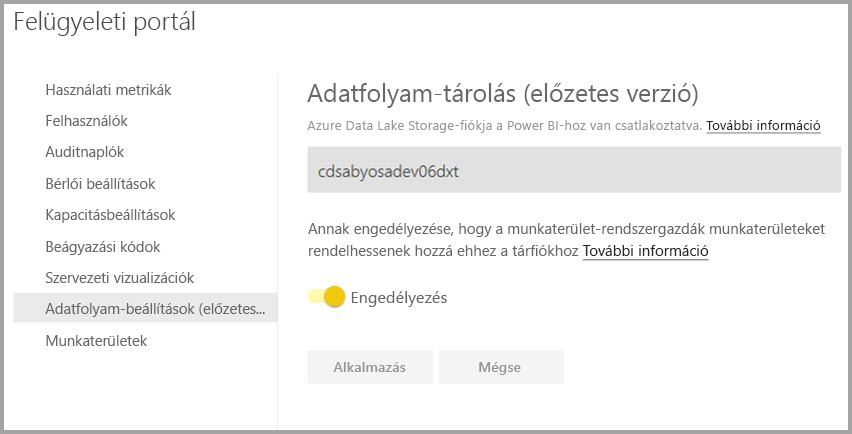 Felügyeleti portál
Használati metrikák
Felhasználók
Auditnaplók
Bérlői beállítások
Kapacitásbeállítások
Beágyazási kódok
Szervezeti vizualizációk
Adatfolyam-beállítások (előzetes...
Munkaterületek
Adatfolyam-tárolás (előzetes verzió)
Azure Data Lake Storage-fiókja a Power BI-hoz van csatlakoztatva. További információ
cdsabyosadev06dxt
Annak engedélyezése, hogy a munkaterület-rendszergazdák munkaterületeket
rendelhessenek hozzá ehhez a tárfiókhoz További információ
Engedélyezés
Alkalmazás Mégse